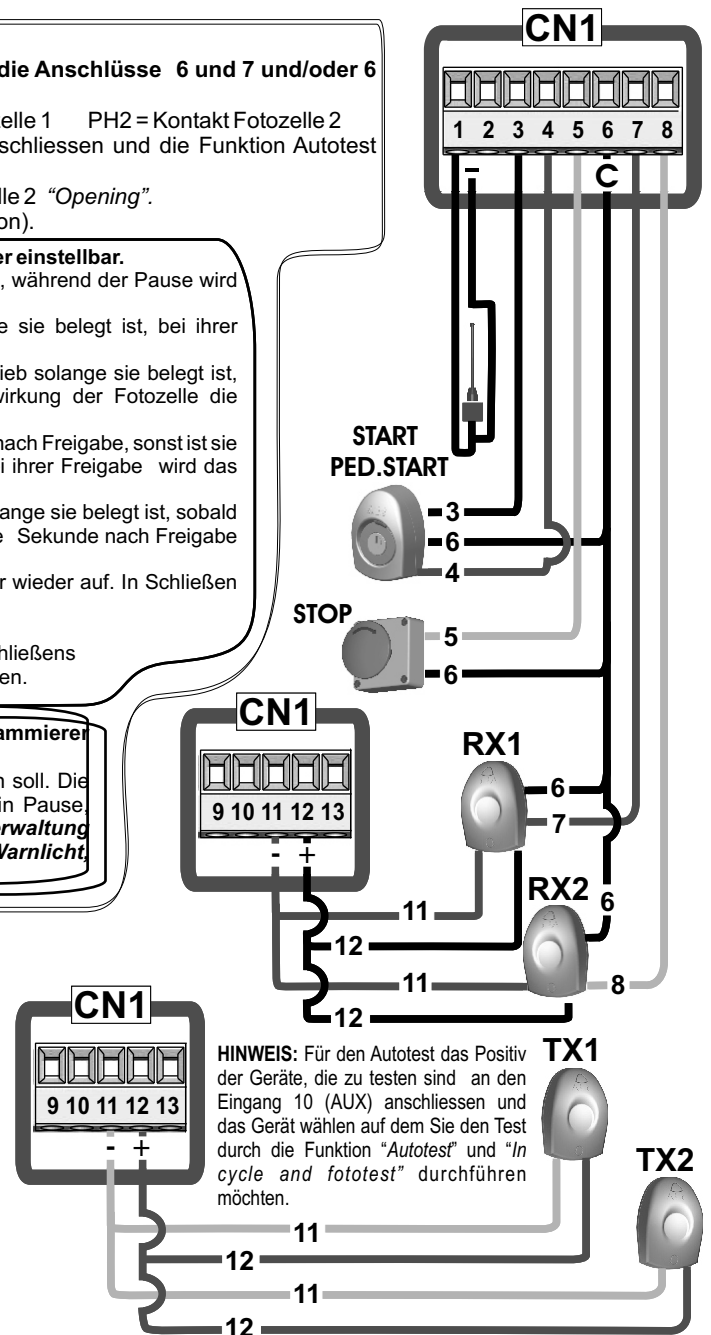 CN1
die Anschlüsse 6 und 7 und/oder 6
elle 1 PH2 = Kontakt Fotozelle 2
schliessen und die Funktion Autotest
lle 2 “Opening”.
on).
er einstellbar.
, während der Pause wird
e sie belegt ist, bei ihrer
ieb solange sie belegt ist,
wirkung der Fotozelle die
nach Freigabe, sonst ist sie
i ihrer Freigabe wird das
ange sie belegt ist, sobald
e Sekunde nach Freigabe
r wieder auf. In Schließen
hließens
en.
ammierer
n soll. Die
in Pause,
erwaltung
Warnlicht,
1 2 3 4 5 6 7 8
– C
START
PED.START
3
6
4
STOP
5
6
CN1
9 10 11 12 13
- +
RX1
6
7
RX2
6
11
12
11
8
12
CN1
9 10 11 12 13
- +
HINWEIS: Für den Autotest das Positiv
der Geräte, die zu testen sind an den
Eingang 10 (AUX) anschliessen und
das Gerät wählen auf dem Sie den Test
durch die Funktion “Autotest” und “In
cycle and fototest” durchführen
möchten.
TX1
TX2
11
12
11
12